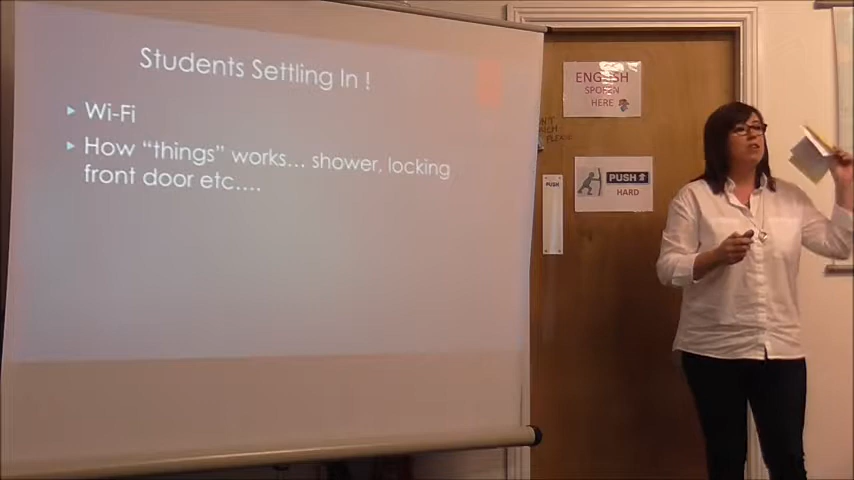 Students Settling In !
Wi-Fi
How “things” works... shower, locking
front door etc....
ENGLISH
SPOKEN
HERE
PLEASE
PUSH
PUSH
HARD